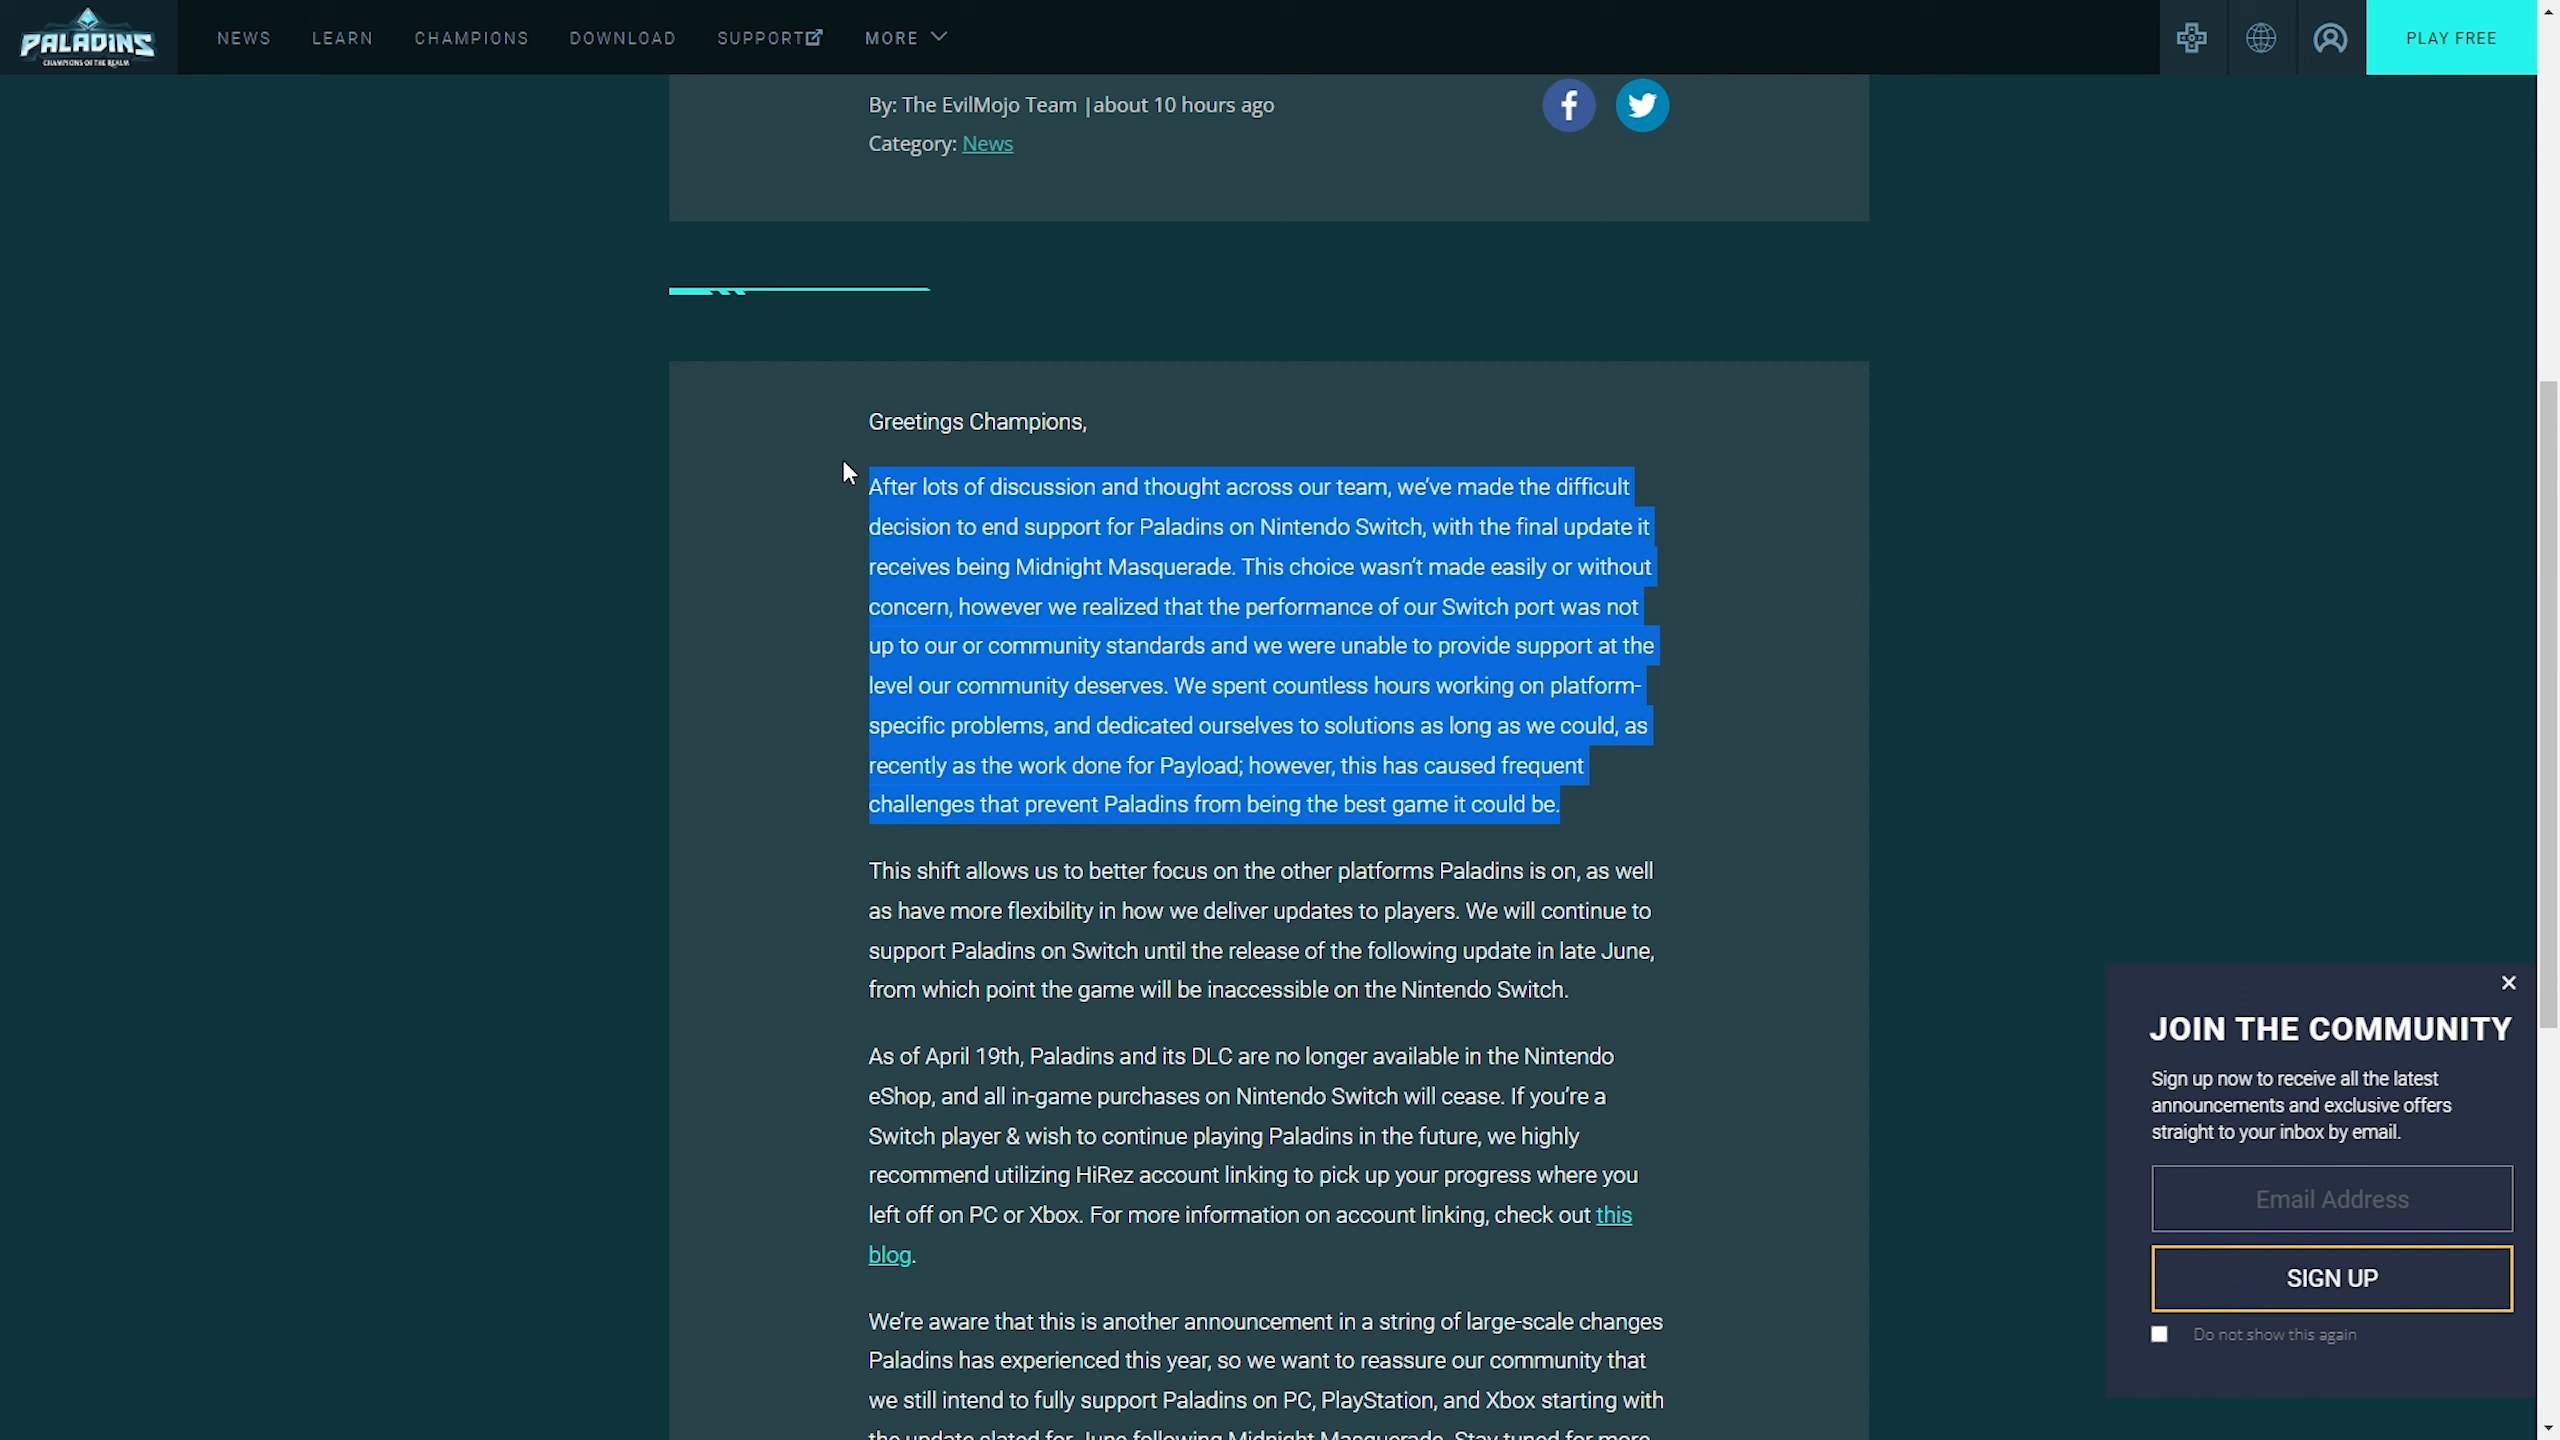 PALADINS
CHAMPIONS OF THE REALM
NEWS
LEARN
CHAMPIONS
DOWNLOAD
SUPPORT
MORE
PLAY FREE
By: The EvilMojo Team |about 10 hours ago
Category: News
Greetings Champions,
After lots of discussion and thought across our team, we’ve made the difficult
decision to end support for Paladins on Nintendo Switch, with the final update it
receives being Midnight Masquerade. This choice wasn’t made easily or without
concern, however we realized that the performance of our Switch port was not
up to our or community standards and we were unable to provide support at the
level our community deserves. We spent countless hours working on platform-
specific problems, and dedicated ourselves to solutions as long as we could, as
recently as the work done for Payload; however, this has caused frequent
challenges that prevent Paladins from being the best game it could be.
This shift allows us to better focus on the other platforms Paladins is on, as well
as have more flexibility in how we deliver updates to players. We will continue to
support Paladins on Switch until the release of the following update in late June,
from which point the game will be inaccessible on the Nintendo Switch.
As of April 19th, Paladins and its DLC are no longer available in the Nintendo
eShop, and all in-game purchases on Nintendo Switch will cease. If you’re a
Switch player & wish to continue playing Paladins in the future, we highly
recommend utilizing HiRez account linking to pick up your progress where you
left off on PC or Xbox. For more information on account linking, check out this
blog.
We’re aware that this is another announcement in a string of large-scale changes
Paladins has experienced this year, so we want to reassure our community that
we still intend to fully support Paladins on PC, PlayStation, and Xbox starting with
the update slated for June following Midnight Masquerade. Stay tuned for more
JOIN THE COMMUNITY
Sign up now to receive all the latest
announcements and exclusive offers
straight to your inbox by email.
Email Address
SIGN UP
Do not show this again